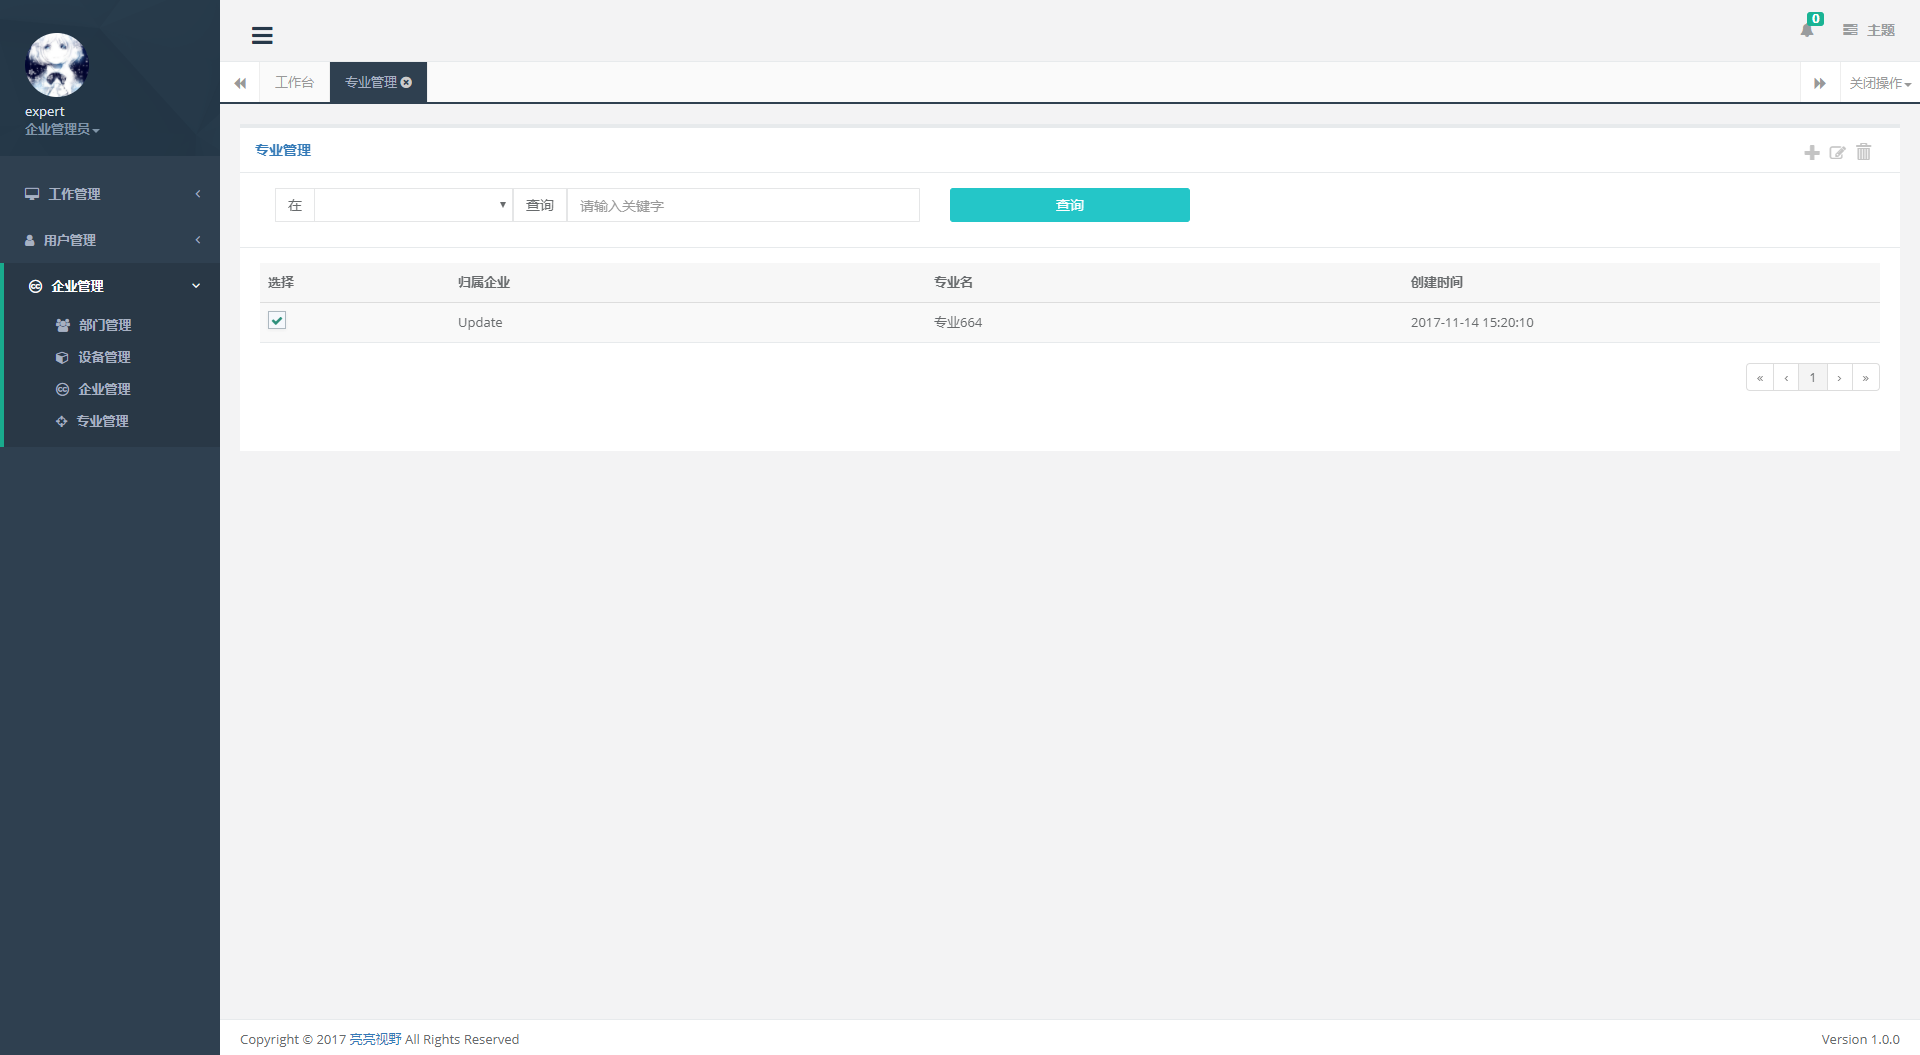 expert
企业管理员
工作管理
用户管理
企业管理
部门管理
设备管理
企业管理
专业管理
0
主题
工作台
专业管理
关闭操作
专业管理
在
查询
请输入关键字
查询
选择 归属企业 专业名 创建时间
Update 专业664 2017-11-14 15:20:10
« ‹ 1 › »
Copyright © 2017 亮亮视野 All Rights Reserved
Version 1.0.0